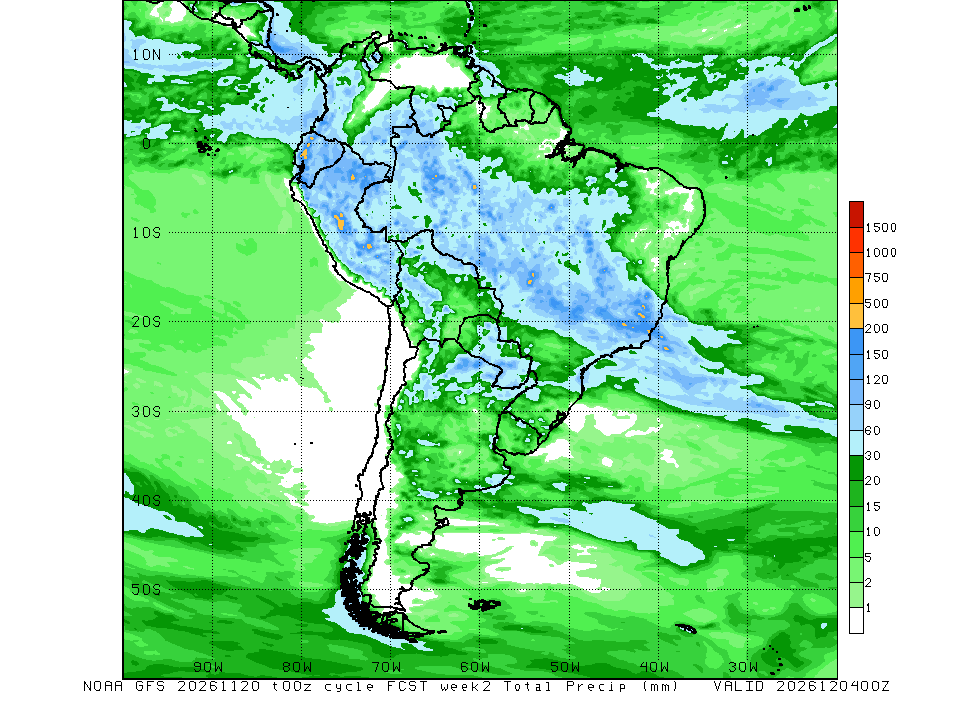 10N
0
10S
20S
30S
40S
50S
90W 80W 70W 60W 50W 40W 30W
1500
1000
750
500
200
150
120
90
60
30
20
15
10
5
2
1
NOAA GFS 20261120 t00z cycle FCST week2 Total Precip (mm) VALID 2026120400Z